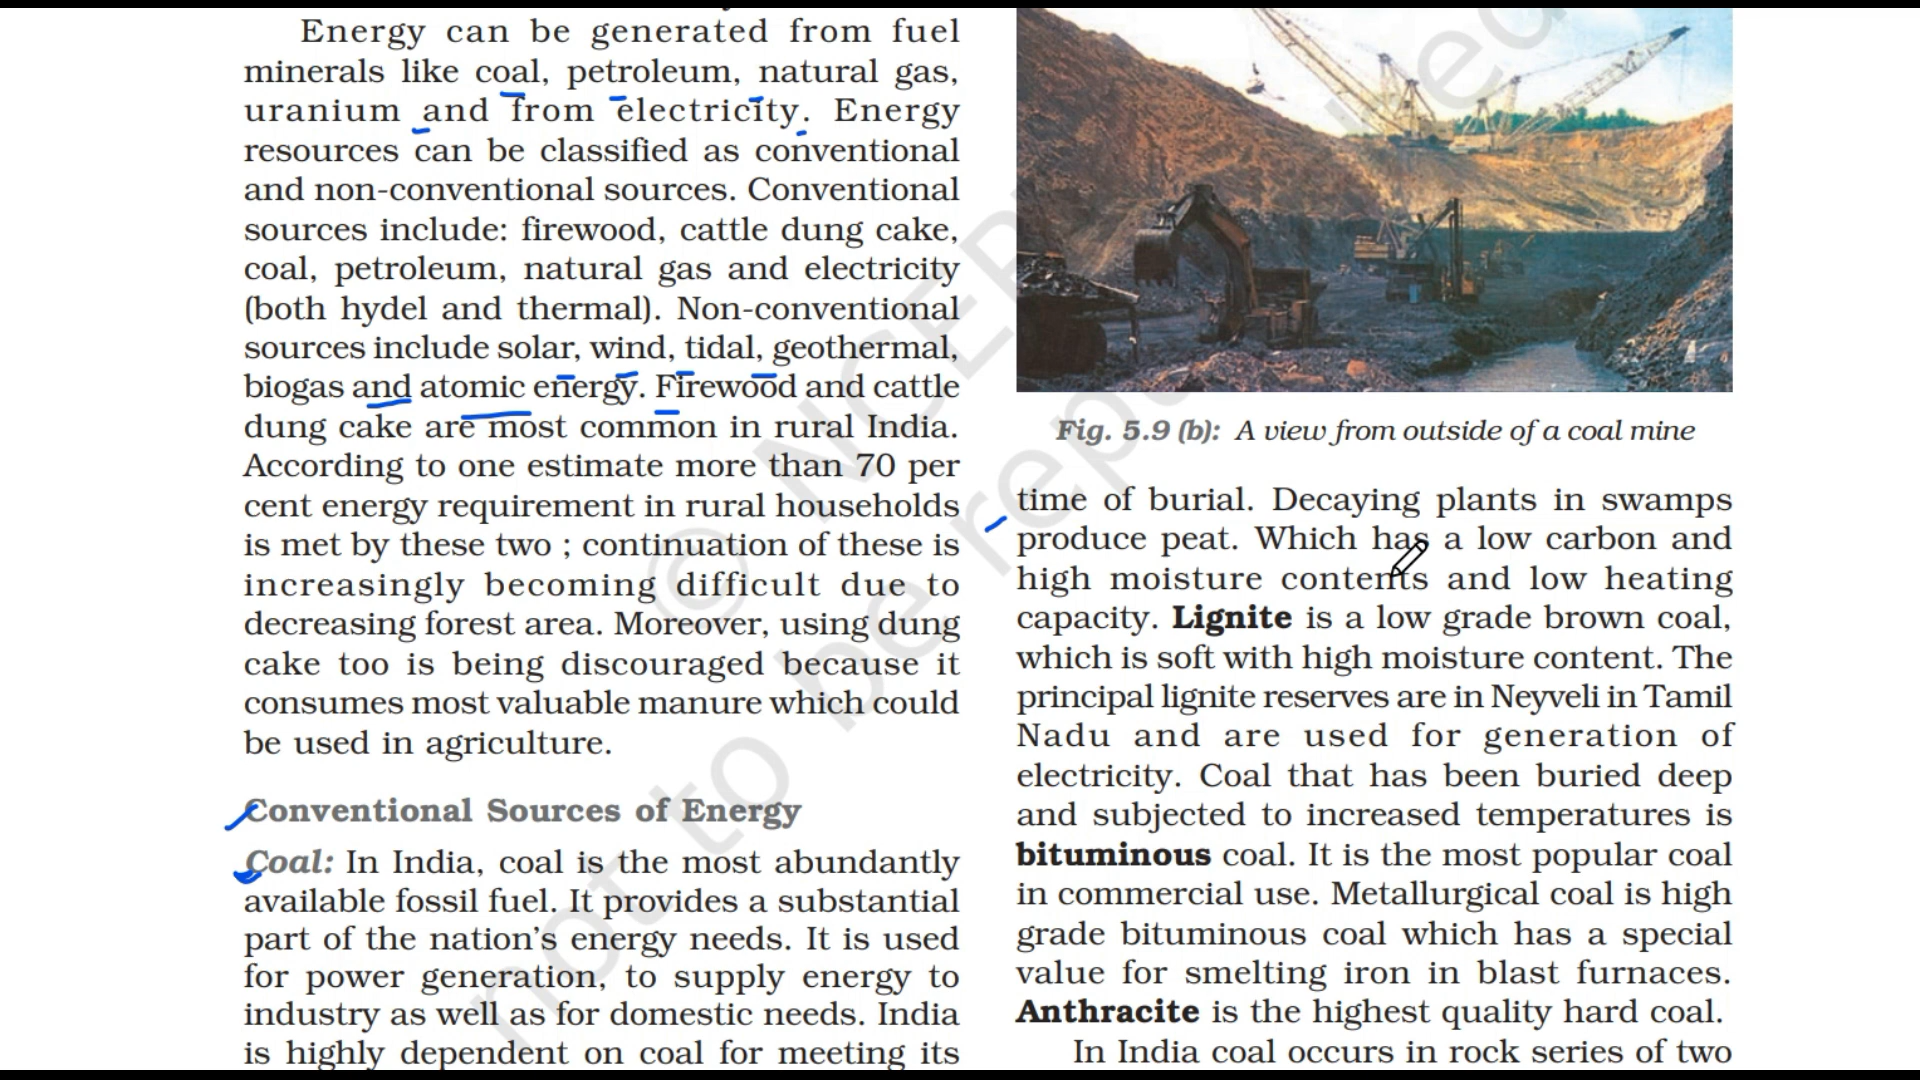 Energy can be generated from fuel
minerals like coal, petroleum, natural gas,
uranium and from electricity. Energy
resources can be classified as conventional
and non-conventional sources. Conventional
sources include: firewood, cattle dung cake,
coal, petroleum, natural gas and electricity
(both hydel and thermal). Non-conventional
sources include solar, wind, tidal, geothermal,
biogas and atomic energy. Firewood and cattle
dung cake are most common in rural India.
According to one estimate more than 70 per
cent energy requirement in rural households
is met by these two ; continuation of these is
increasingly becoming difficult due to
decreasing forest area. Moreover, using dung
cake too is being discouraged because it
consumes most valuable manure which could
be used in agriculture.
Conventional Sources of Energy
Coal: In India, coal is the most abundantly
available fossil fuel. It provides a substantial
part of the nation's energy needs. It is used
for power generation, to supply energy to
industry as well as for domestic needs. India
is highly dependent on coal for meeting its
Fig. 5.9 (b): A view from outside of a coal mine
time of burial. Decaying plants in swamps
produce peat. Which has a low carbon and
high moisture contents and low heating
capacity. Lignite is a low grade brown coal,
which is soft with high moisture content. The
principal lignite reserves are in Neyveli in Tamil
Nadu and are used for generation of
electricity. Coal that has been buried deep
and subjected to increased temperatures is
bituminous coal. It is the most popular coal
in commercial use. Metallurgical coal is high
grade bituminous coal which has a special
value for smelting iron in blast furnaces.
Anthracite is the highest quality hard coal.
In India coal occurs in rock series of two
© NCER
not to be repu